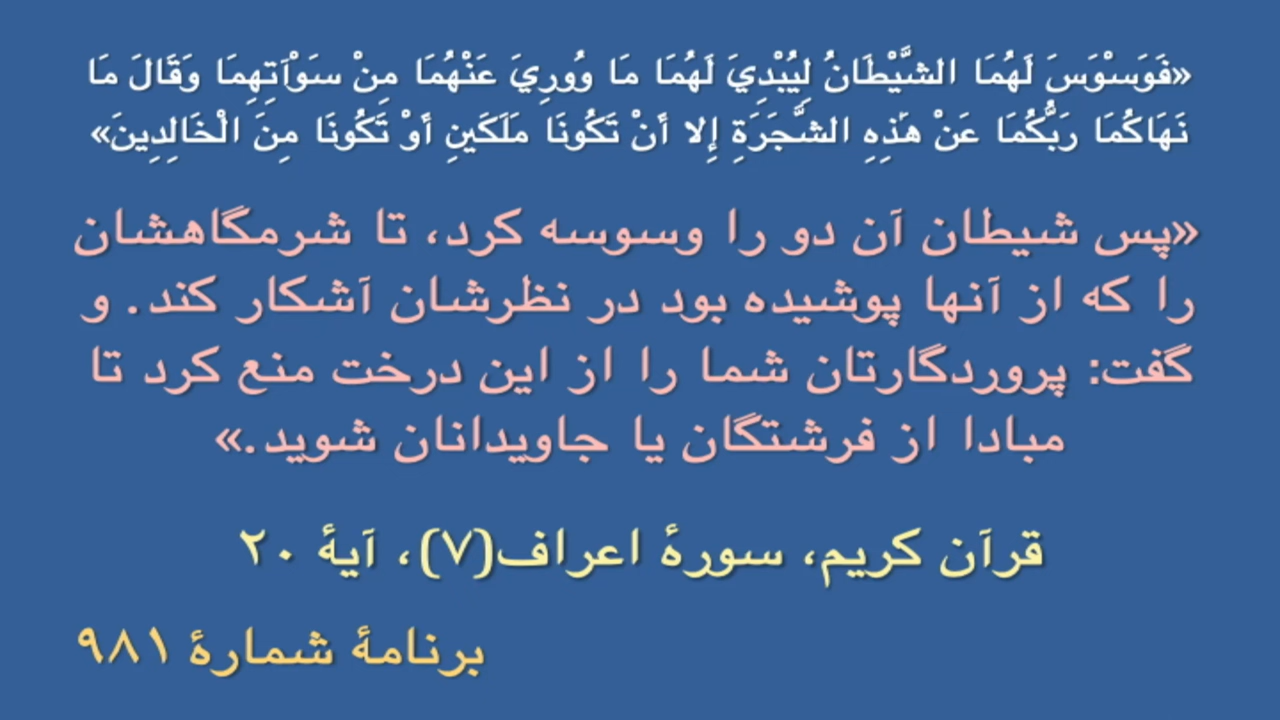 «فَوَسْوَسَ لَهُمَا الشَّيْطَانُ لِيُبْدِيَ لَهُمَا مَا وُورِيَ عَنْهُمَا مِنْ سَوْآتِهِمَا وَقَالَ مَا
نَهَاكُمَا رَبُّكُمَا عَنْ هَٰذِهِ الشَّجَرَةِ إِلا أَنْ تَكُونَا مَلَكَيْنِ أَوْ تَكُونَا مِنَ الْخَالِدِينَ»
«پس شیطان آن دو را وسوسه کرد، تا شرمگاهشان
را که از آنها پوشیده بود در نظرشان آشکار کند. و
گفت: پروردگارتان شما را از این درخت منع کرد تا
مبادا از فرشتگان یا جاویدانان شوید.»
قرآن کریم، سورهٔ اعراف(۷)، آیهٔ ۲۰
برنامهٔ شمارهٔ ۹۸۱